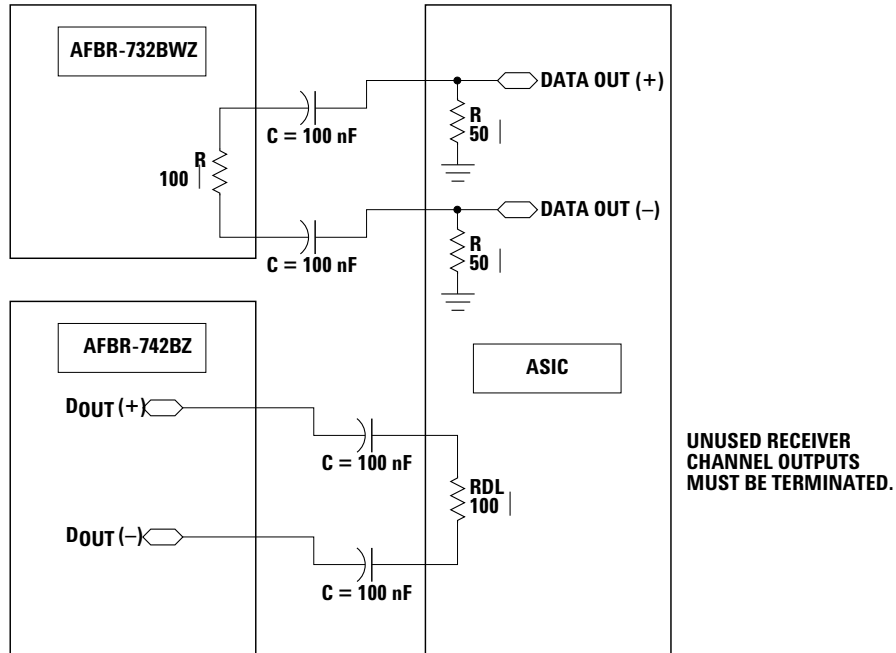 AFBR-732BWZ
C = 100 nF
DATA OUT (+)
R
50 |
R
100 |
DATA OUT (–)
C = 100 nF
R
50 |
AFBR-742BZ
ASIC
DOUT (+)
C = 100 nF
UNUSED RECEIVER
CHANNEL OUTPUTS
MUST BE TERMINATED.
RDL
100 |
DOUT (–)
C = 100 nF